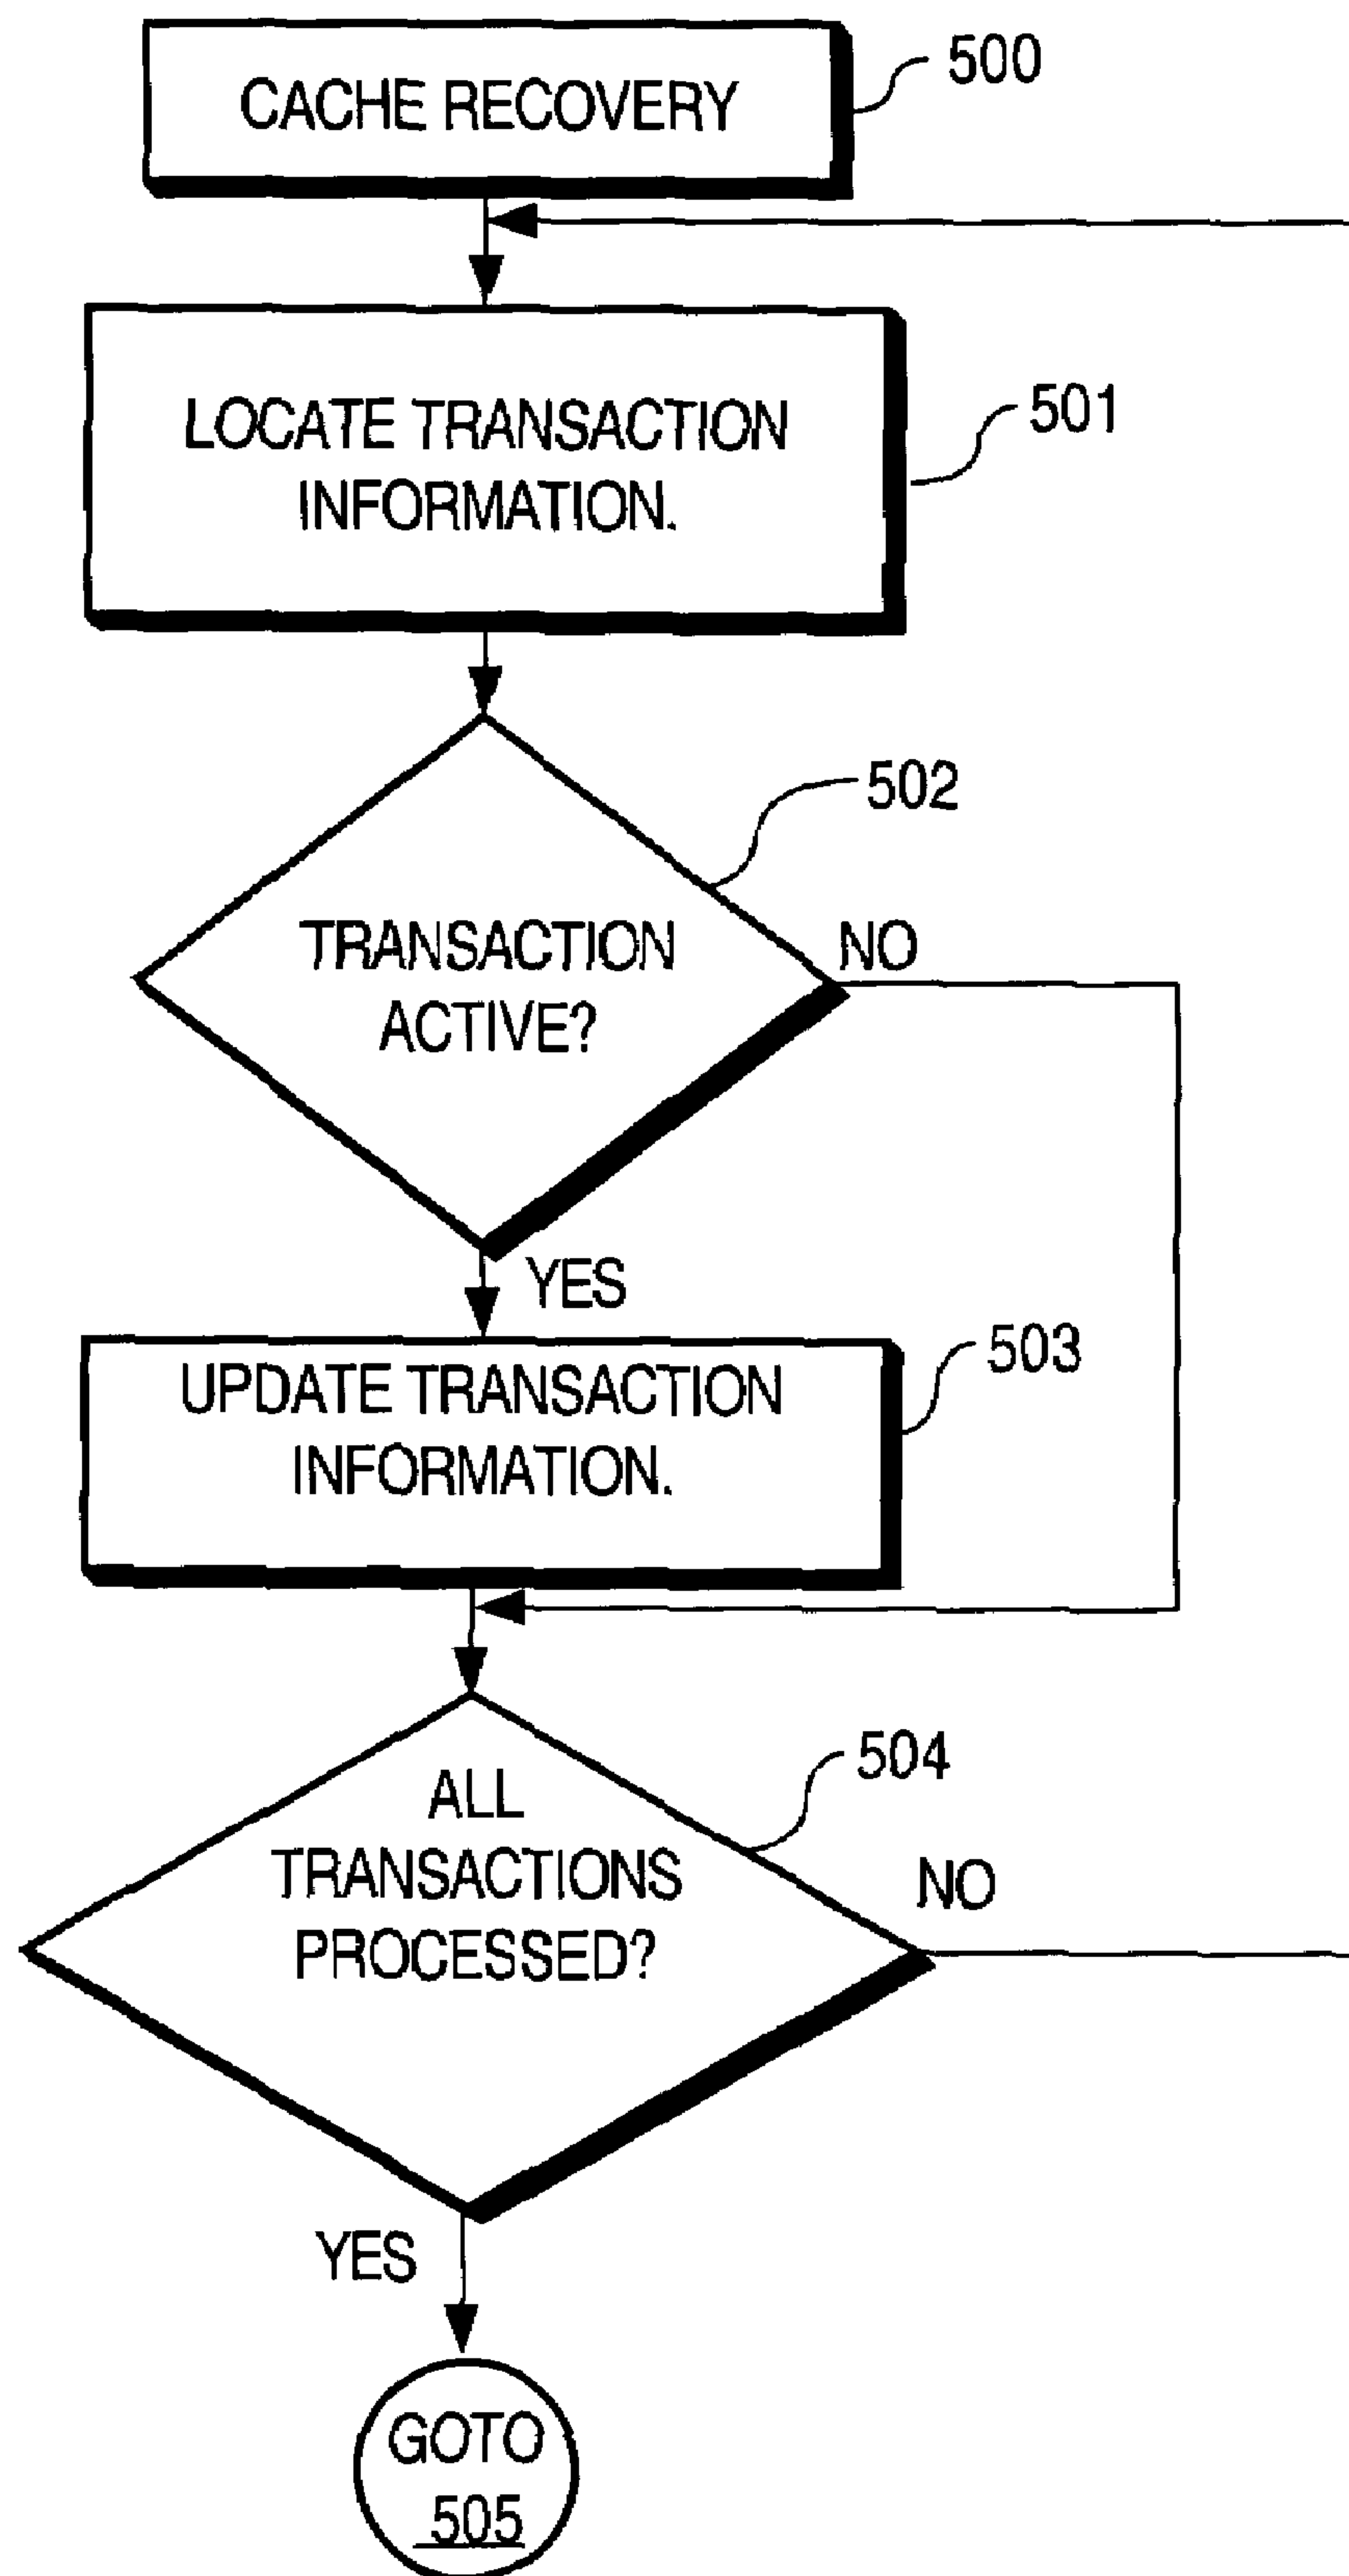 CACHE RECOVERY
500
LOCATE TRANSACTION
INFORMATION.
501
502
TRANSACTION
ACTIVE?
NO
YES
503
UPDATE TRANSACTION
INFORMATION.
504
ALL
TRANSACTIONS
PROCESSED?
NO
YES
GOTO
505